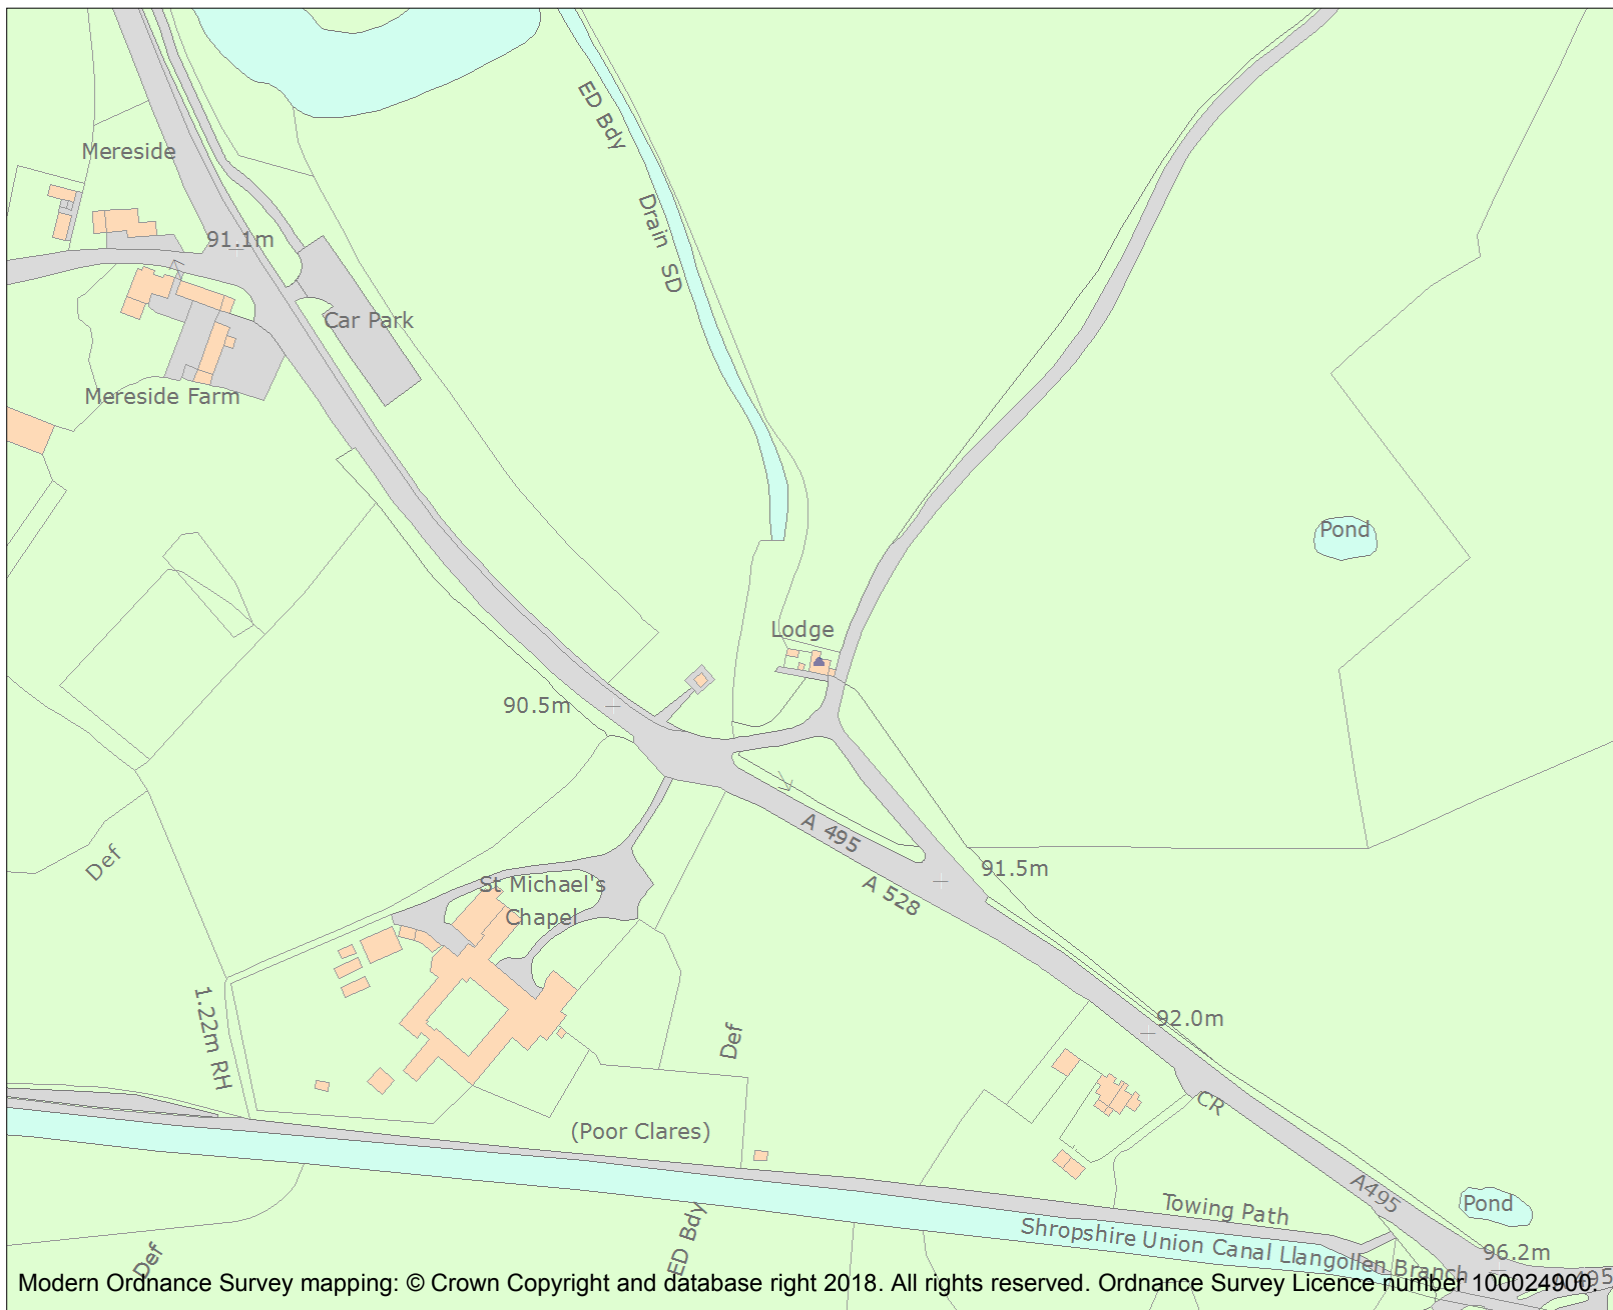 ED Bdy
Mereside
Drain SD
91.1m
Car Park
Mereside Farm
Pond
Lodge
90.5m
A 495
A 528
91.5m
Def
St Michael's
Chapel
1.22m RH
Def
92.0m
CR
(Poor Clares)
A495
Towing Path
Pond
Shropshire Union Canal Llangollen Branch
ED Bdy
Def
96.2m
Modern Ordnance Survey mapping: © Crown Copyright and database right 2018. All rights reserved. Ordnance Survey Licence number 100024900.